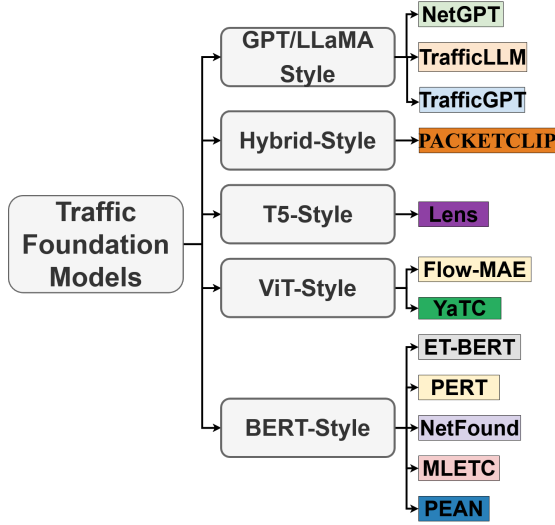 Traffic
Foundation
Models
GPT/LLaMA
Style
NetGPT
TrafficLLM
TrafficGPT
Hybrid-Style
PACKETCLIP
T5-Style
Lens
ViT-Style
Flow-MAE
YaTC
BERT-Style
ET-BERT
PERT
NetFound
MLETC
PEAN